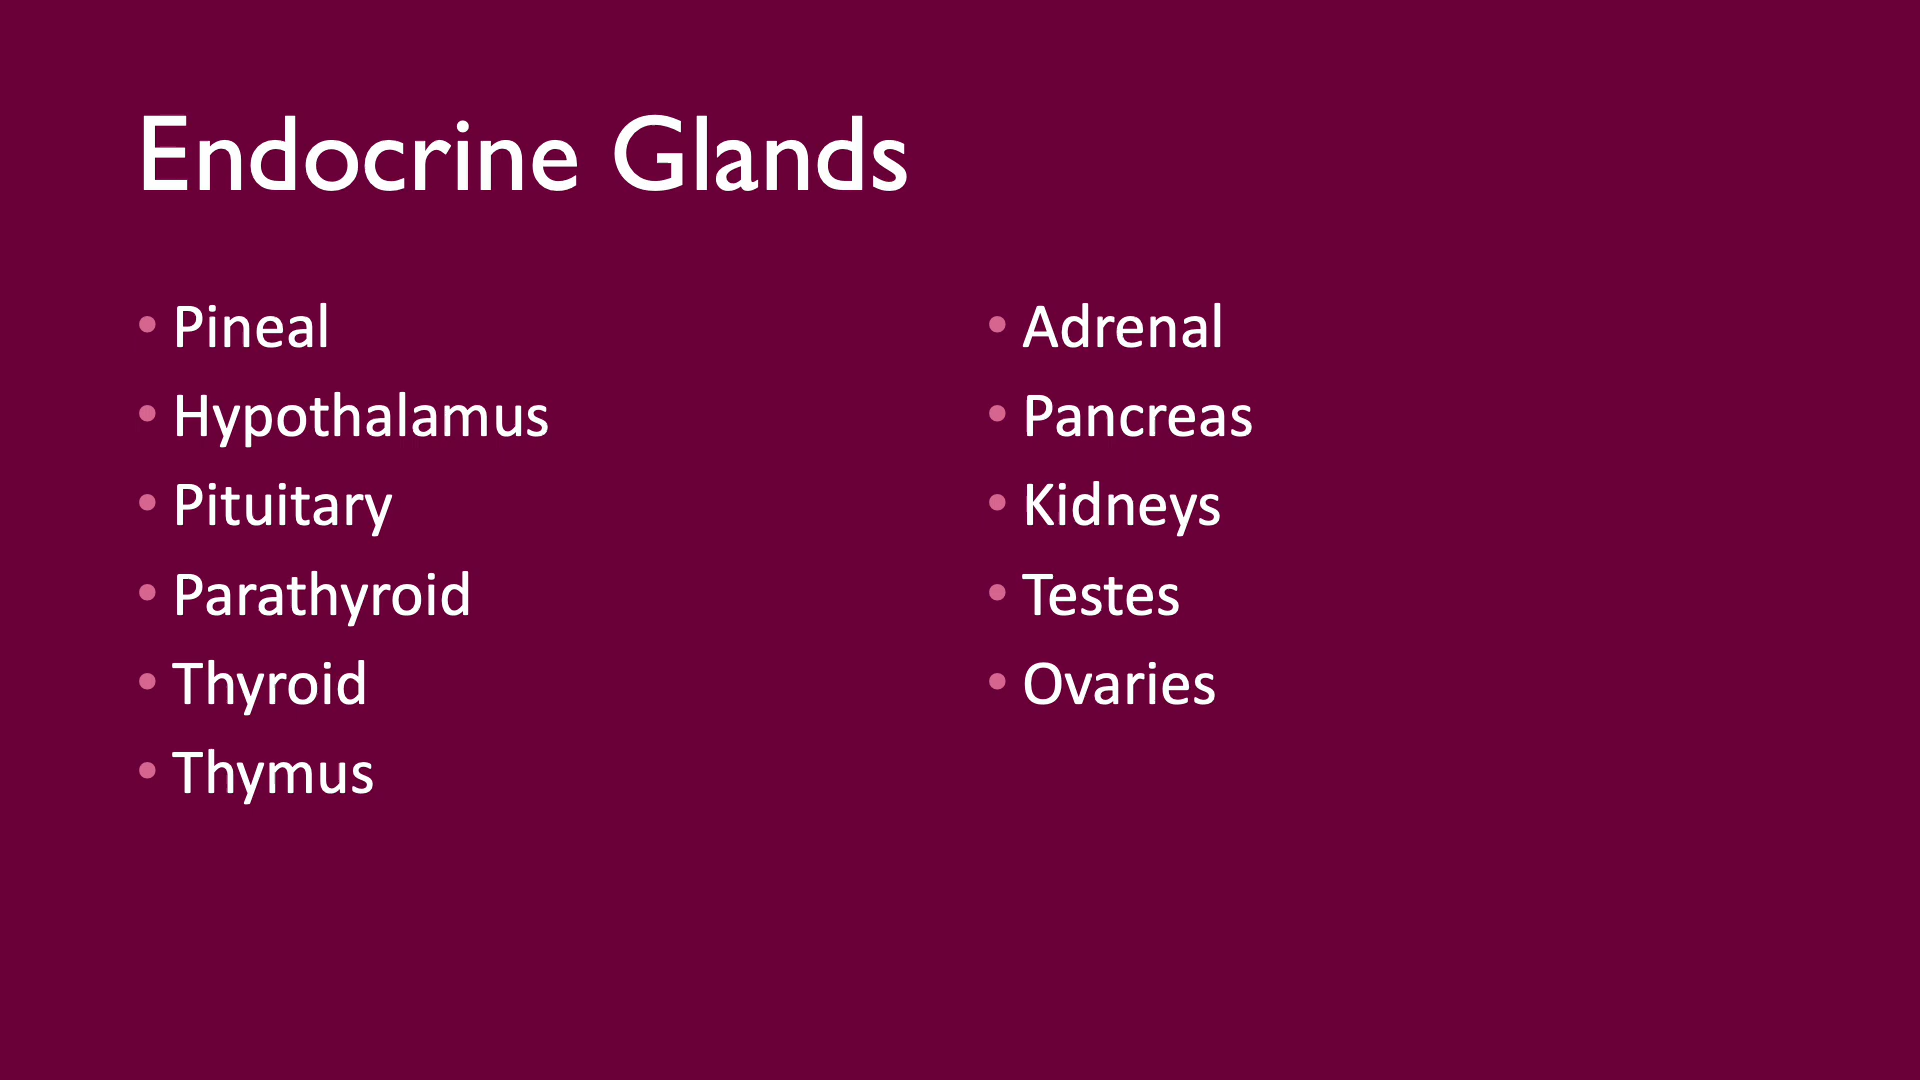 Endocrine Glands
• Pineal
• Hypothalamus
• Pituitary
• Parathyroid
• Thyroid
• Thymus
• Adrenal
• Pancreas
• Kidneys
• Testes
• Ovaries